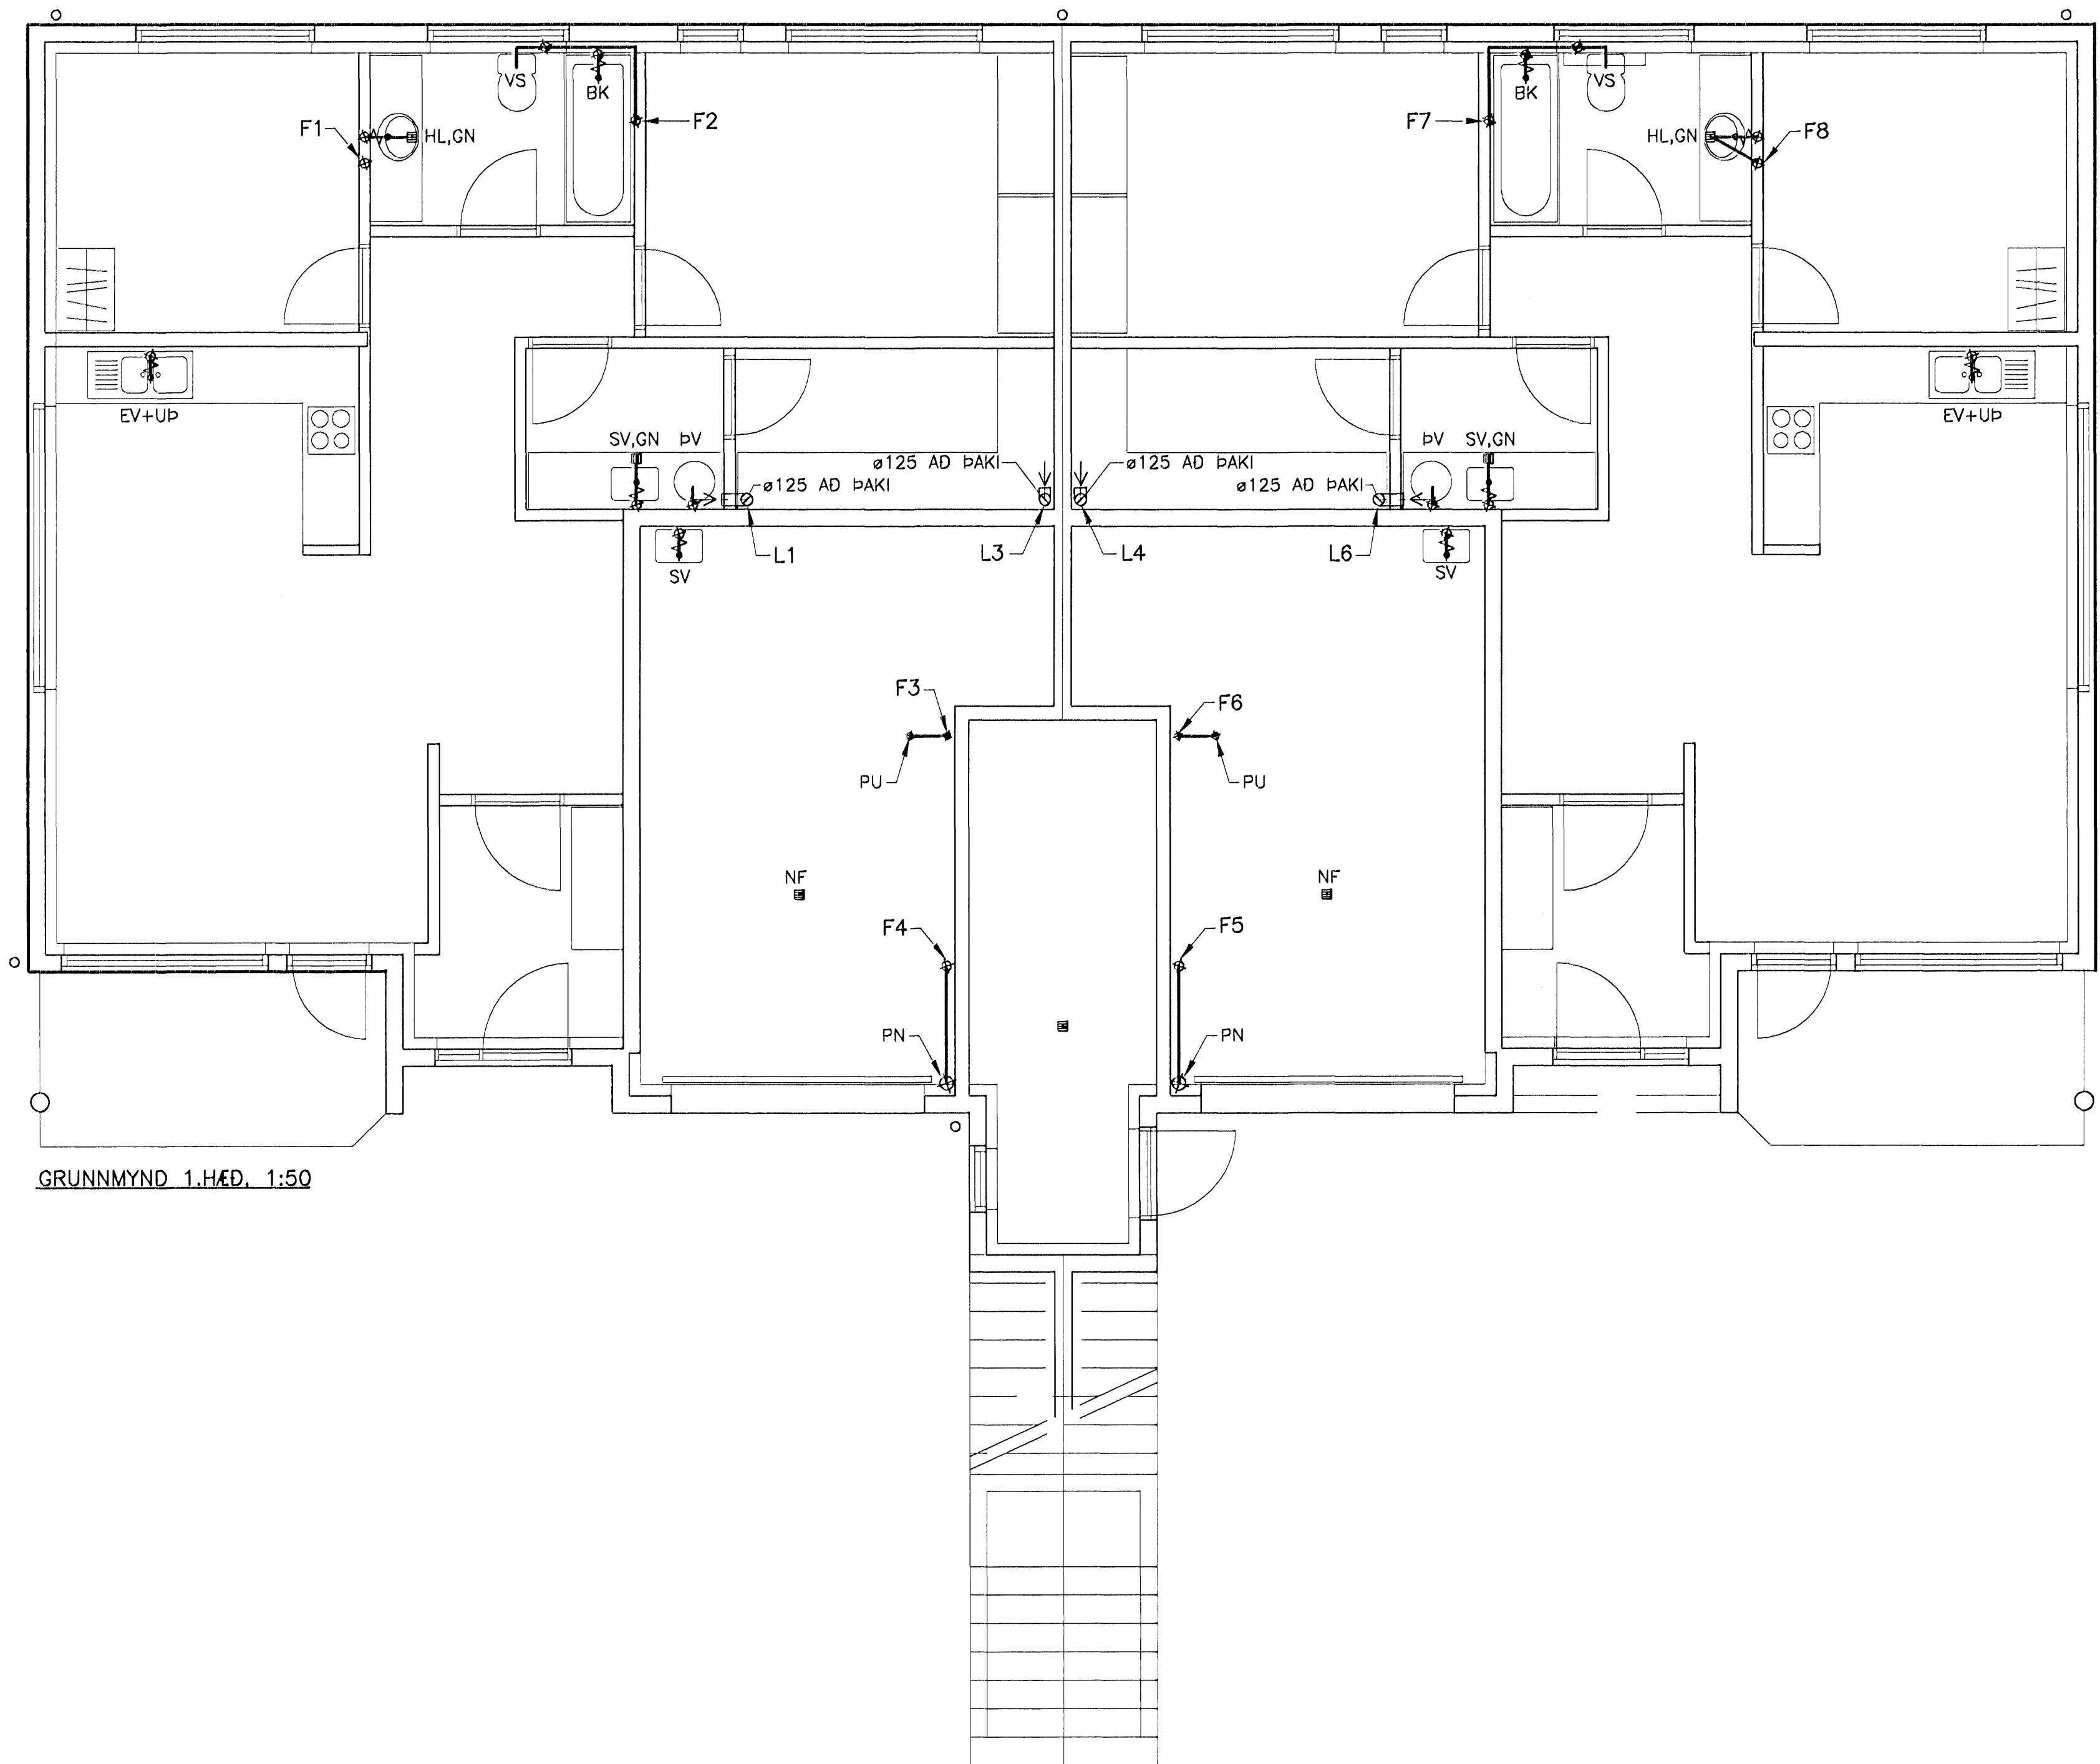 VS
BK
F1
HL,GN
F2
F7
BK
VS
HL,GN
F8
EV+UÞ
EV+UÞ
SV,GN
ÞV
ø125 AÐ ÞAKI
ø125 AÐ ÞAKI
ø125 AÐ ÞAKI
ø125 AÐ ÞAKI
ÞV
SV,GN
L1
L3
L4
L6
SV
SV
F3
F6
PU
PU
NF
NF
F4
F5
PN
PN
GRUNNMYND 1.HÆÐ, 1:50